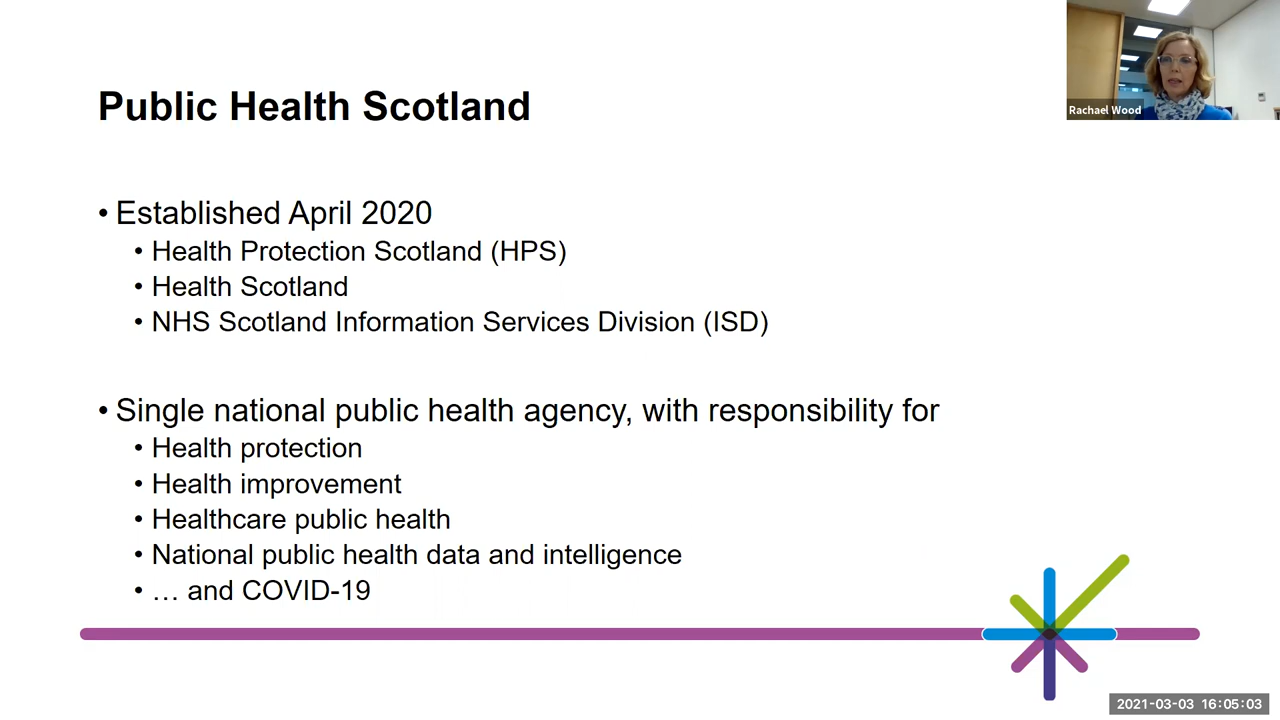 Public Health Scotland
Rachael Wood
• Established April 2020
• Health Protection Scotland (HPS)
• Health Scotland
• NHS Scotland Information Services Division (ISD)
• Single national public health agency, with responsibility for
• Health protection
• Health improvement
• Healthcare public health
• National public health data and intelligence
• … and COVID-19
2021-03-03 16:05:03